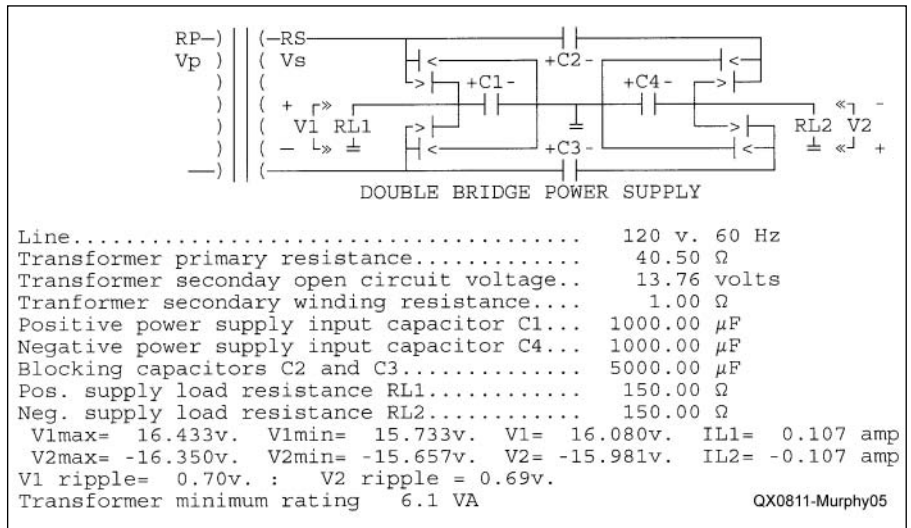 RP—) (—RS
Vp ) ( Vs
+C2-
+C1-
+C4-
+ V1 RL1 -
- RL2 V2 +
+C3-
DOUBLE BRIDGE POWER SUPPLY
Line....................................... 120 v. 60 Hz
Transformer primary resistance............. 40.50 Ω
Transformer seconday open circuit voltage.. 13.76 volts
Tranformer secondary winding resistance.... 1.00 Ω
Positive power supply input capacitor C1... 1000.00 μF
Negative power supply input capacitor C4... 1000.00 μF
Blocking capacitors C2 and C3.............. 5000.00 μF
Pos. supply load resistance RL1............ 150.00 Ω
Neg. supply load resistance RL2............ 150.00 Ω
V1max= 16.433v. V1min= 15.733v. V1= 16.080v. IL1= 0.107 amp
V2max= -16.350v. V2min= -15.657v. V2= -15.981v. IL2= -0.107 amp
V1 ripple= 0.70v. : V2 ripple = 0.69v.
Transformer minimum rating 6.1 VA
QX0811-Murphy05